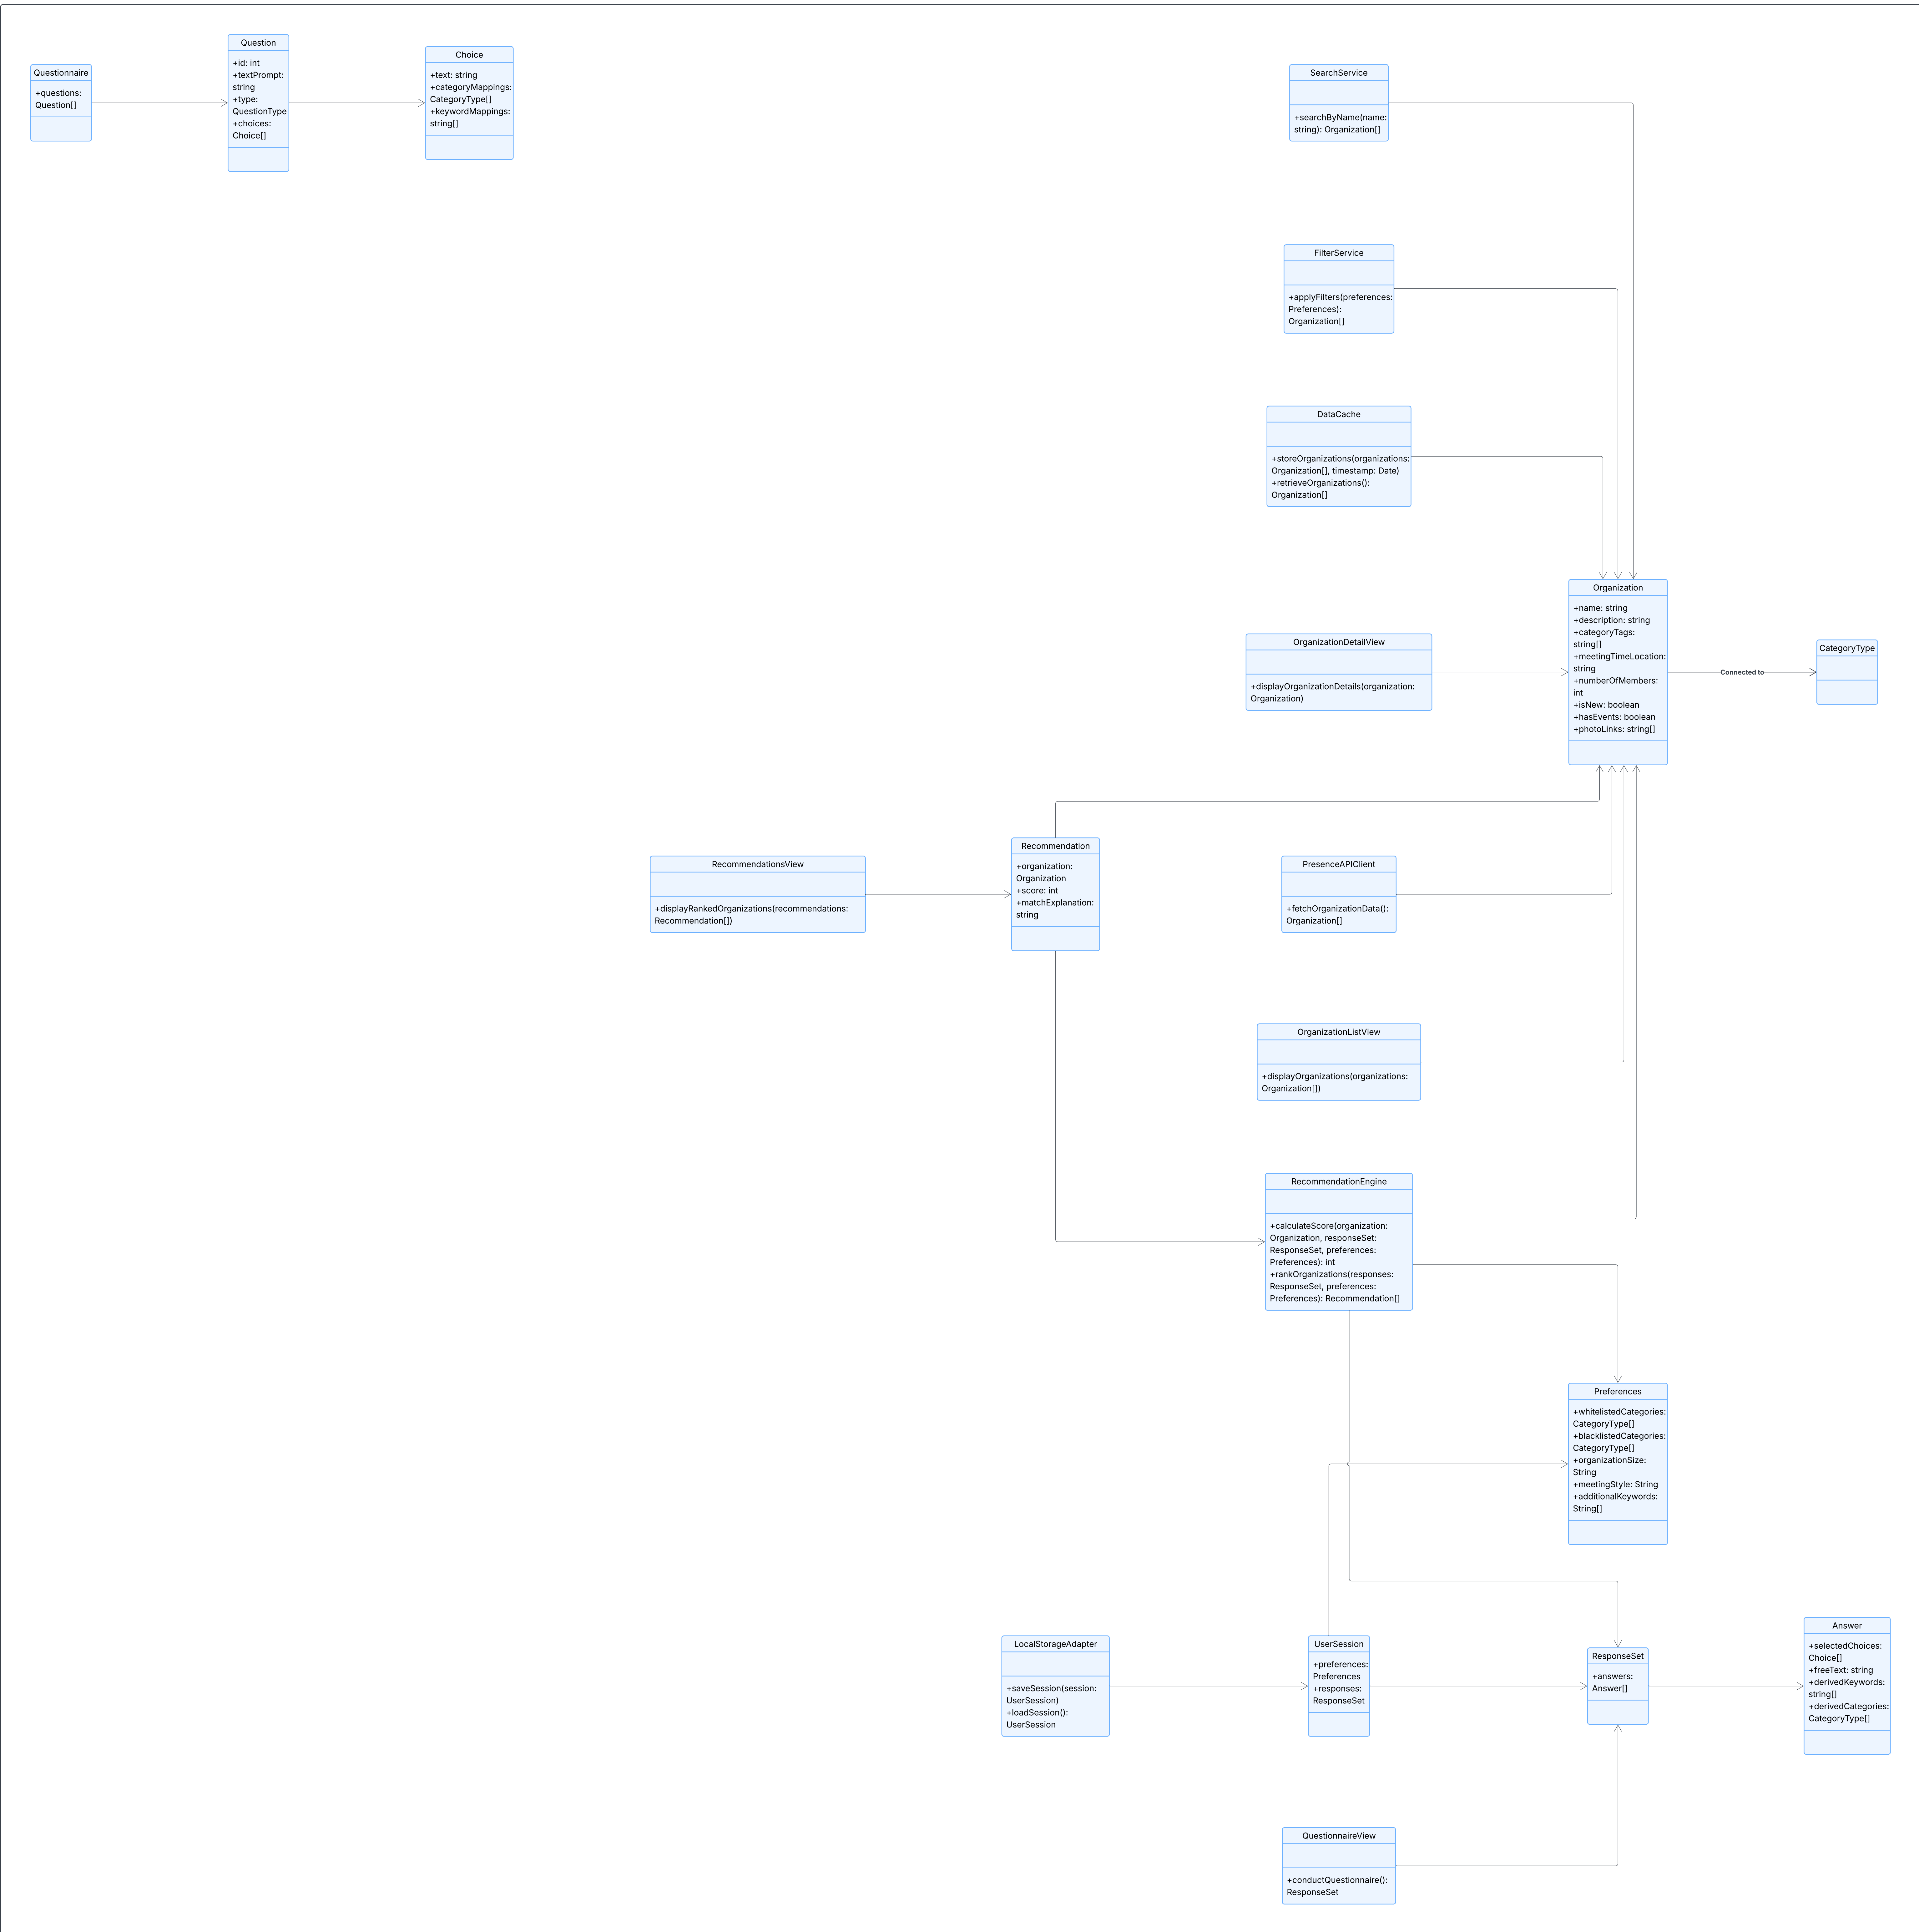 Questionnaire
+questions:
Question[]
Question
+id: int
+textPrompt:
string
+type:
QuestionType
+choices:
Choice[]
Choice
+text: string
+categoryMappings:
CategoryType[]
+keywordMappings:
string[]
SearchService
+searchByName(name:
string): Organization[]
FilterService
+applyFilters(preferences:
Preferences):
Organization[]
DataCache
+storeOrganizations(organizations:
Organization[], timestamp: Date)
+retrieveOrganizations():
Organization[]
OrganizationDetailView
+displayOrganizationDetails(organization:
Organization)
Organization
+name: string
+description: string
+categoryTags:
string[]
+meetingTimeLocation:
string
+numberOfMembers:
int
+isNew: boolean
+hasEvents: boolean
+photoLinks: string[]
Connected to
CategoryType
RecommendationsView
+displayRankedOrganizations(recommendations:
Recommendation[])
Recommendation
+organization:
Organization
+score: int
+matchExplanation:
string
PresenceAPIClient
+fetchOrganizationData():
Organization[]
OrganizationListView
+displayOrganizations(organizations:
Organization[])
RecommendationEngine
+calculateScore(organization:
Organization, responseSet:
ResponseSet, preferences:
Preferences): int
+rankOrganizations(responses:
ResponseSet, preferences:
Preferences): Recommendation[]
Preferences
+whitelistedCategories:
CategoryType[]
+blacklistedCategories:
CategoryType[]
+organizationSize:
String
+meetingStyle: String
+additionalKeywords:
String[]
LocalStorageAdapter
+saveSession(session:
UserSession)
+loadSession():
UserSession
UserSession
+preferences:
Preferences
+responses:
ResponseSet
ResponseSet
+answers:
Answer[]
Answer
+selectedChoices:
Choice[]
+freeText: string
+derivedKeywords:
string[]
+derivedCategories:
CategoryType[]
QuestionnaireView
+conductQuestionnaire():
ResponseSet